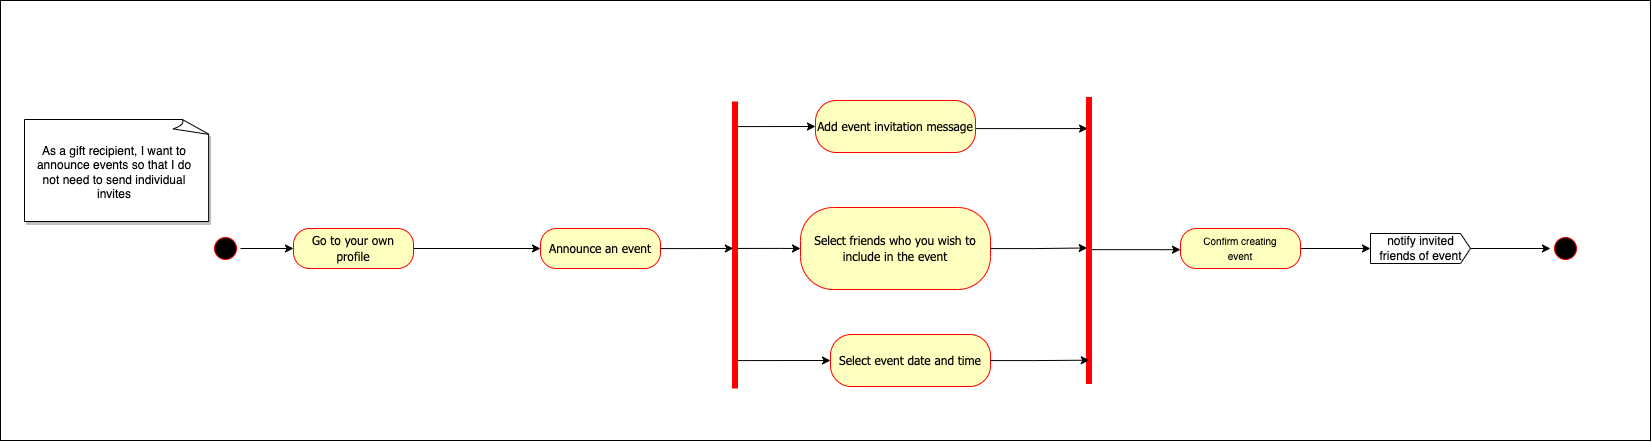 As a gift recipient, I want to
announce events so that I do
not need to send individual
invites
Go to your own
profile
Announce an event
Add event invitation message
Select friends who you wish to
include in the event
Select event date and time
Confirm creating
event
notify invited
friends of event